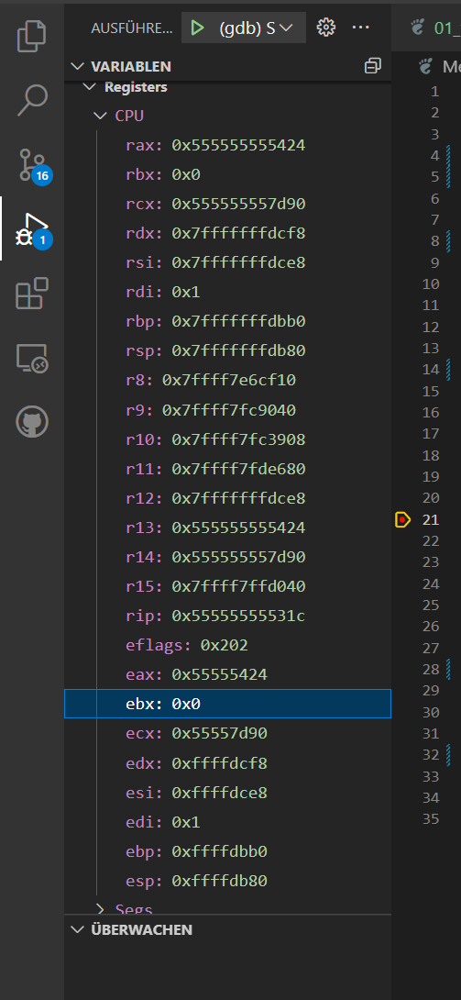 AUSFÜHRE... (gdb) S
01_
VARIABLEN
Me
Registers
CPU
rax: 0x555555555424
rbx: 0x0
rcx: 0x555555557d90
rdx: 0x7fffffffdcf8
rsi: 0x7fffffffdce8
rdi: 0x1
rbp: 0x7fffffffdbb0
rsp: 0x7fffffffdb80
r8: 0x7ffff7e6cf10
r9: 0x7ffff7fc9040
r10: 0x7ffff7fc3908
r11: 0x7ffff7fde680
r12: 0x7fffffffdce8
r13: 0x555555555424
r14: 0x555555557d90
r15: 0x7ffff7ffd040
rip: 0x55555555531c
eflags: 0x202
eax: 0x55555424
ebx: 0x0
ecx: 0x55557d90
edx: 0xffffdcf8
esi: 0xffffdce8
edi: 0x1
ebp: 0xffffdbb0
esp: 0xffffdb80
Segs
ÜBERWACHEN
16
1
1
2
3
4
5
6
7
8
9
10
11
12
13
14
15
16
17
18
19
20
21
22
23
24
25
26
27
28
29
30
31
32
33
34
35